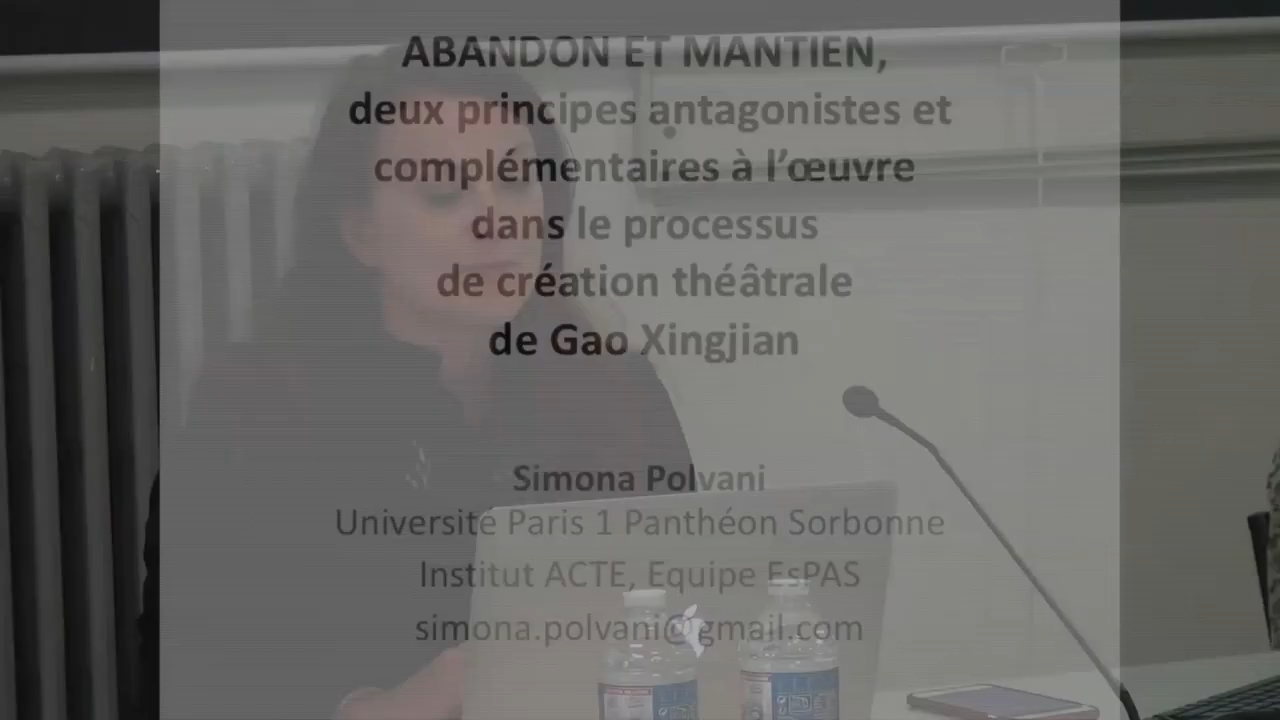 ABANDON ET MANTIEN,
deux principes antagonistes et
complémentaires à l'œuvre
dans le processus
de création théâtrale
de Gao Xingjian
Simona Polvani
Université Paris 1 Panthéon Sorbonne
Institut ACTE, Equipe EsPAS
simona.polvani@gmail.com